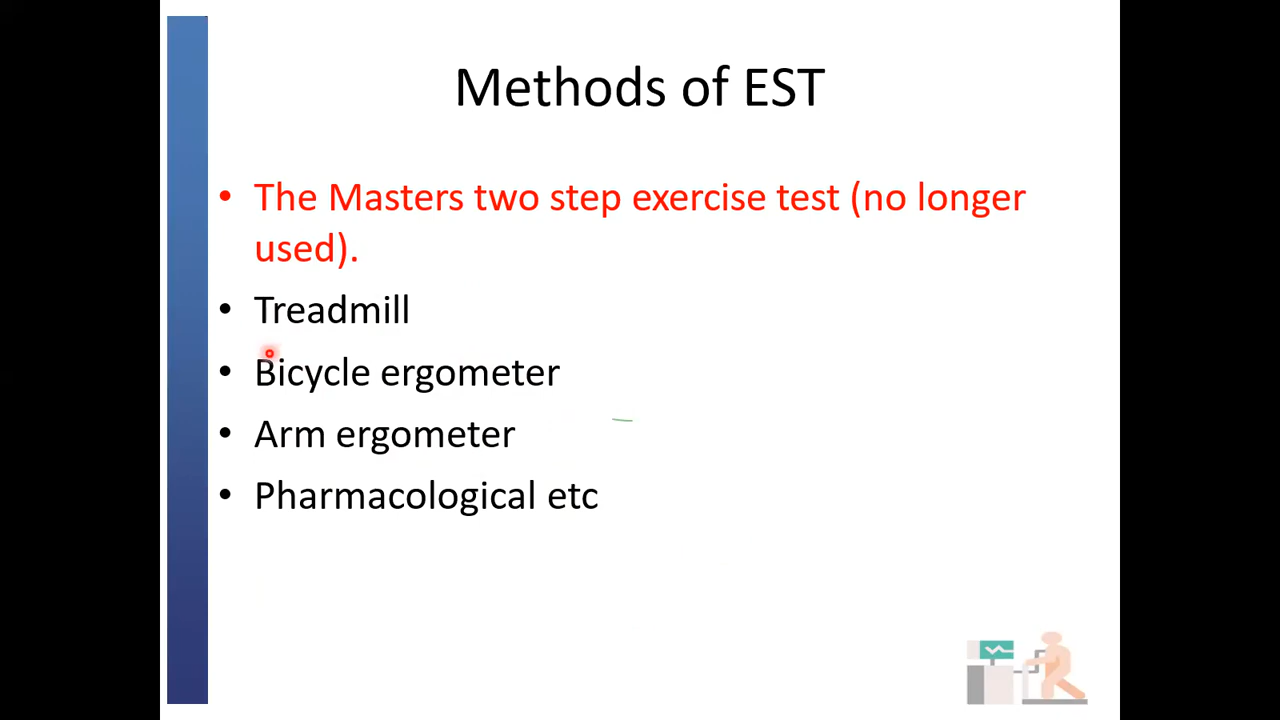 Methods of EST
• The Masters two step exercise test (no longer
used).
• Treadmill
• Bicycle ergometer
• Arm ergometer
• Pharmacological etc